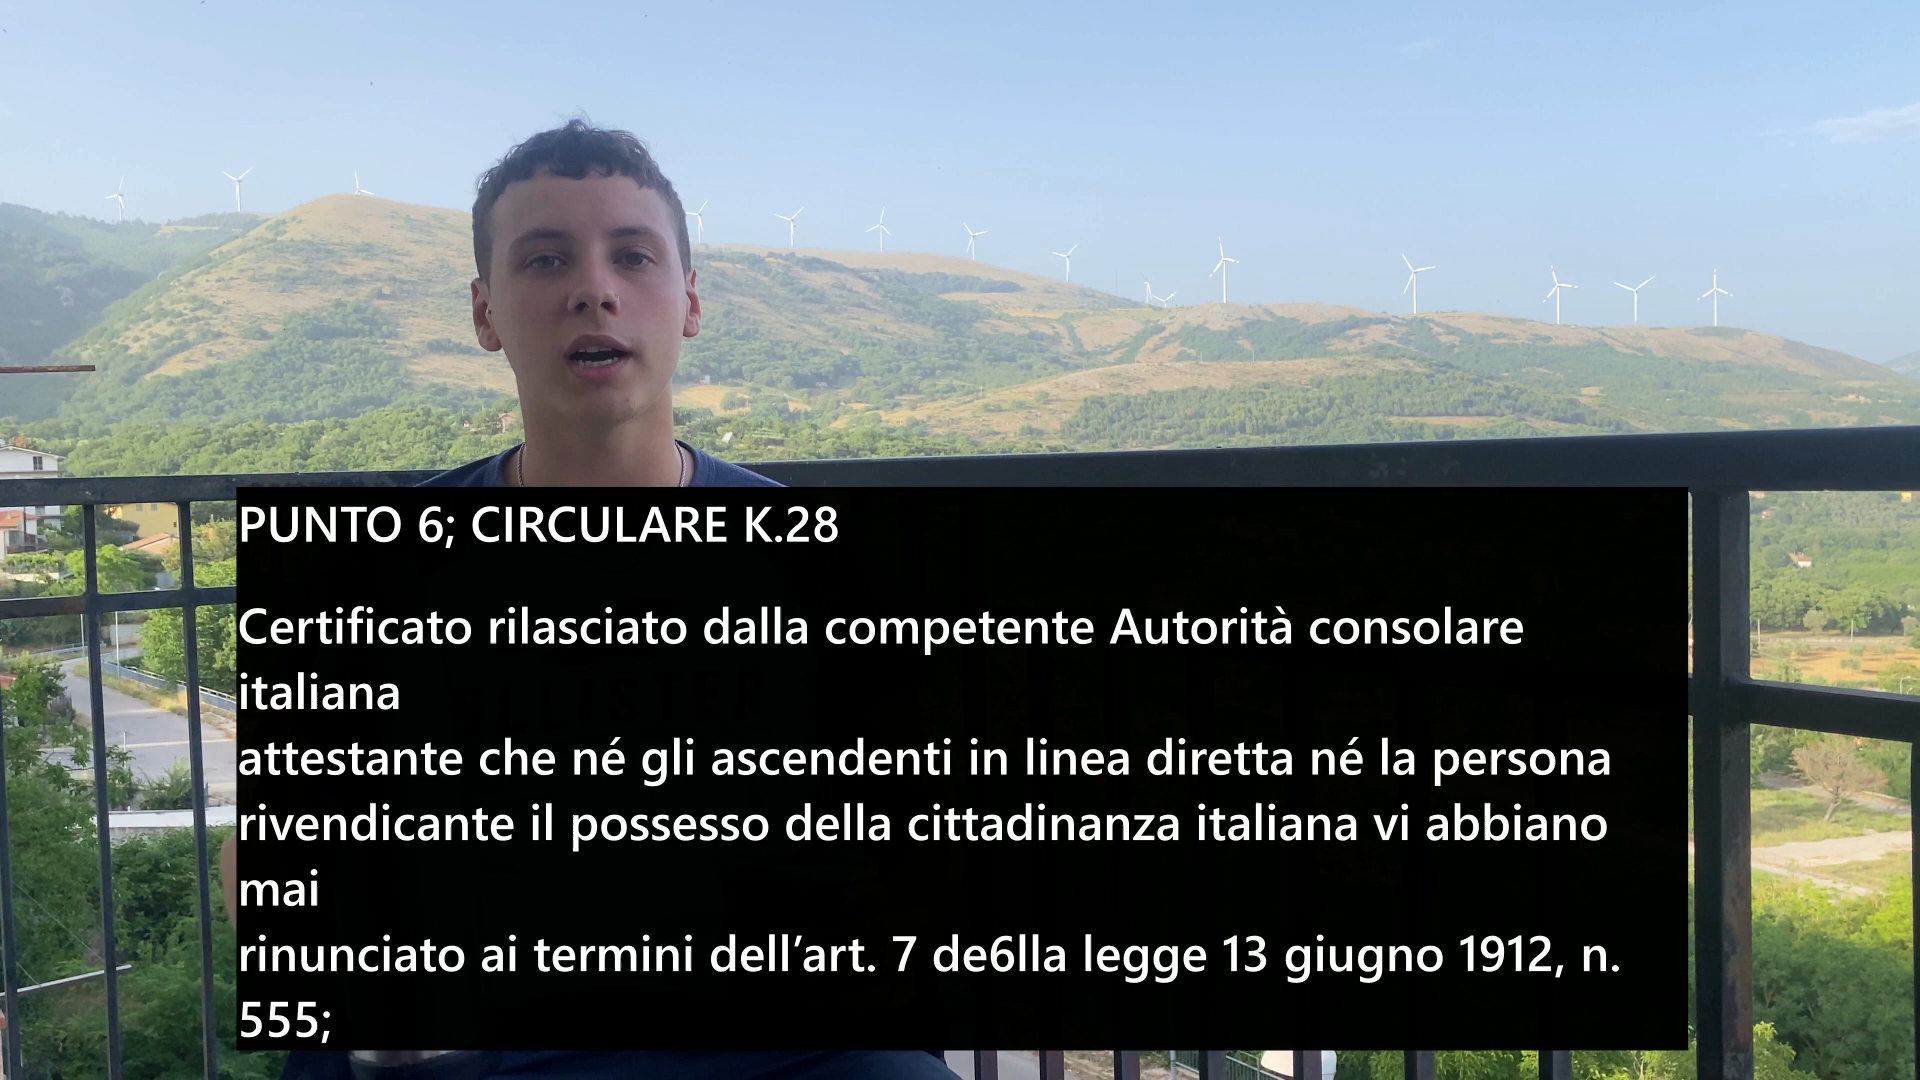 PUNTO 6; CIRCULARE K.28
Certificato rilasciato dalla competente Autorità consolare
italiana
attestante che né gli ascendenti in linea diretta né la persona
rivendicante il possesso della cittadinanza italiana vi abbiano
mai
rinunciato ai termini dell’art. 7 de6lla legge 13 giugno 1912, n.
555;